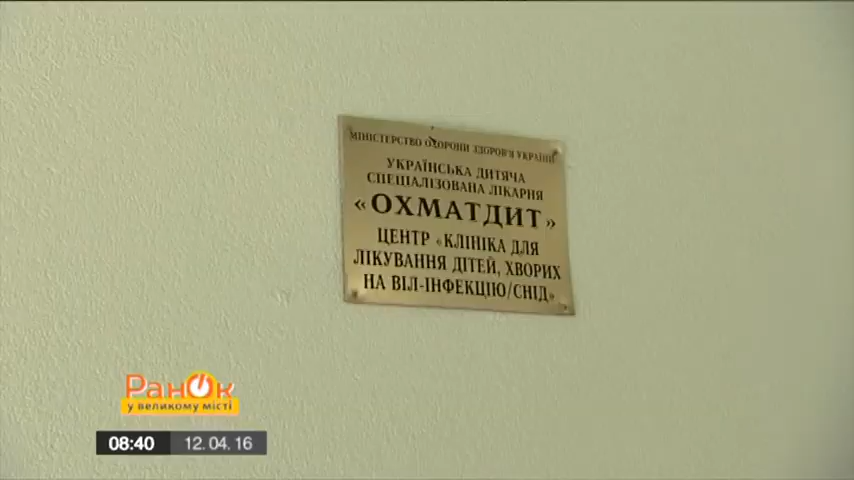 МІНІСТЕРСТВО ОХОРОНИ ЗДОРОВ'Я УКРАЇНИ
УКРАЇНСЬКА ДИТЯЧА
СПЕЦІАЛІЗОВАНА ЛІКАРНЯ
«ОХМАТДИТ»
ЦЕНТР «КЛІНІКА ДЛЯ
ЛІКУВАННЯ ДІТЕЙ, ХВОРИХ
НА ВІЛ-ІНФЕКЦІЮ/СНІД»
Ранок
у великому місті
08:40 12.04.16